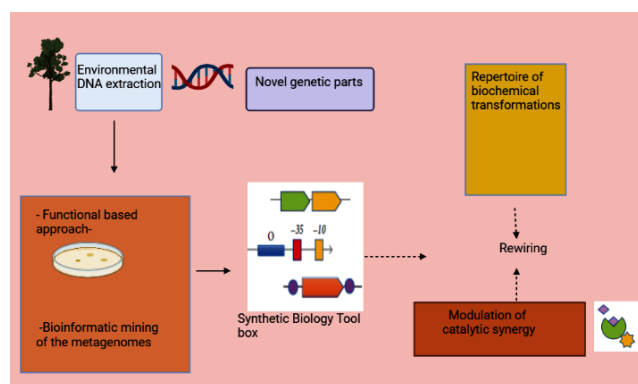 Environmental
DNA extraction
Novel genetic parts
Repertoire of
biochemical
transformations
- Functional based
approach-
-Bioinformatic mining
of the metagenomes
O
-35
-10
Synthetic Biology Tool
box
Rewiring
Modulation of
catalytic synergy